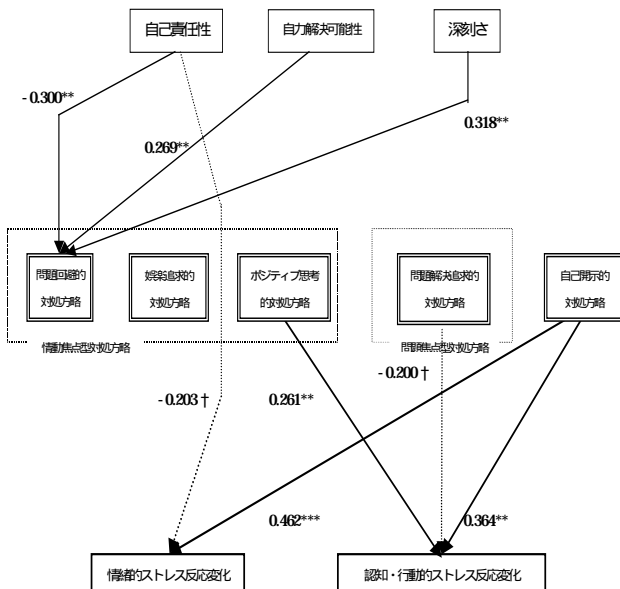 自己責任性
自力解決可能性
深刻さ
- 0.300**
0.269**
0.318**
問題回避的
対処方略
娯楽追求的
対処方略
ポジティブ思考
的対処方略
問題解決追求的
対処方略
自己開示的
対処方略
情動焦点型対処方略
問題焦点型対処方略
- 0.203 †
0.261**
- 0.200 †
0.462***
0.364**
情緒的ストレス反応変化
認知・行動的ストレス反応変化